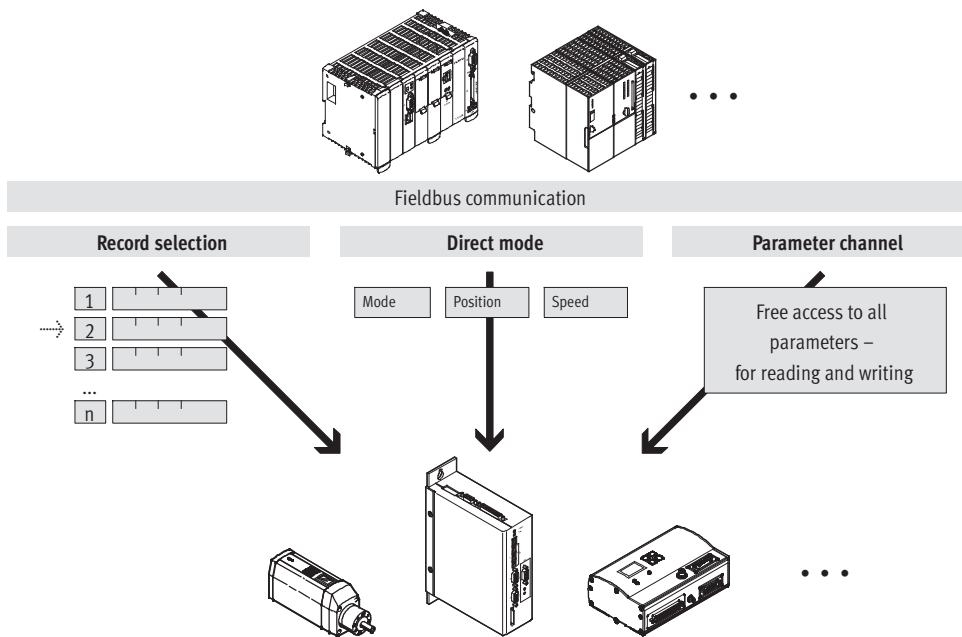 Fieldbus communication
Record selection
Direct mode
Parameter channel
1
2
3
...
n
Mode
Position
Speed
Free access to all
parameters –
for reading and writing